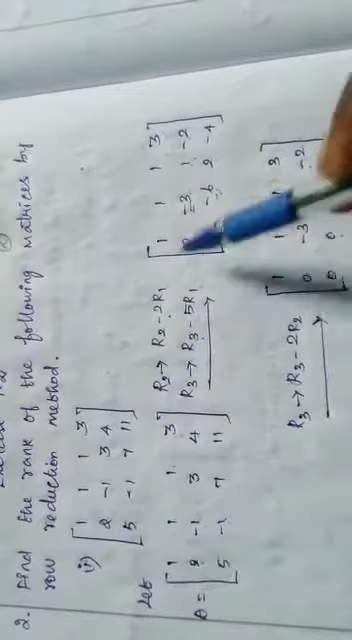 2. Find the rank of the following matrices by
row reduction method.
(i) [1 1 1 3
2 -1 3 4
5 -1 7 11]
Let
A = [1 1 1 3
2 -1 3 4
5 -1 7 11]
R2 → R2 - 2R1
R3 → R3 - 5R1
→
[1 1 1 3
-3 1 -2
-6 2 -4]
R3 → R3 - 2R2
→
[1 1 1 3
0 -3 -2
0 0